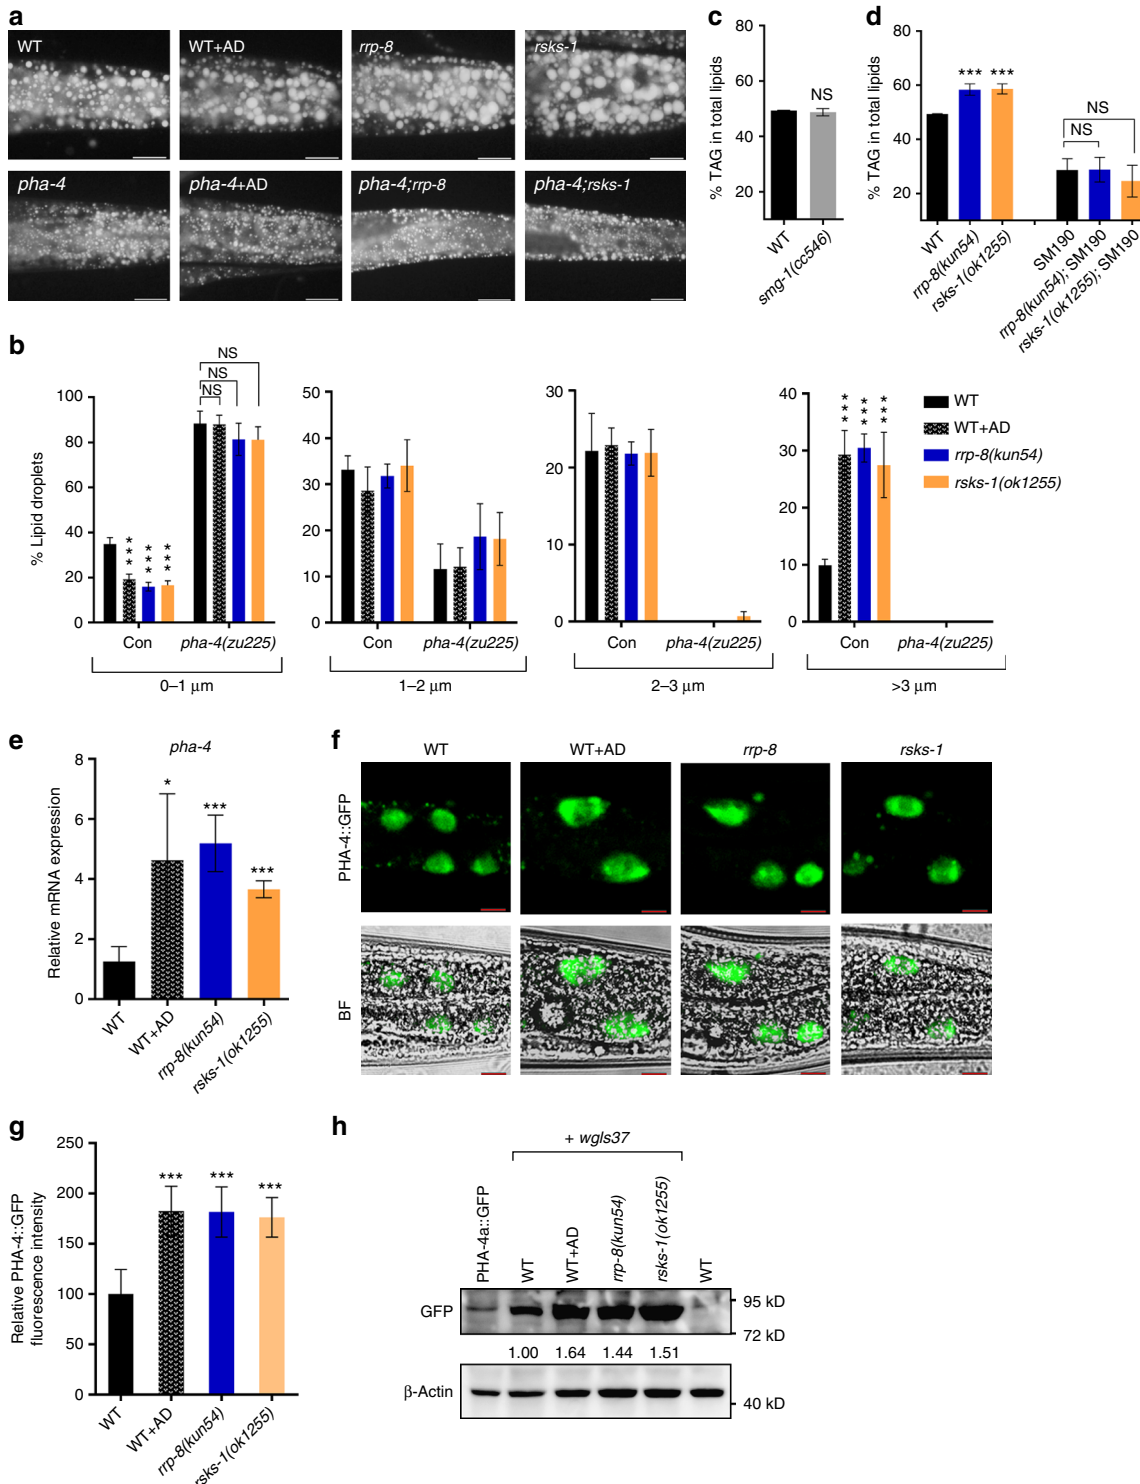 a
WT
WT+AD
rrp-8
rsks-1
pha-4
pha-4+AD
pha-4;rrp-8
pha-4;rsks-1
c
% TAG in total lipids
80
60
40
20
NS
WT
smg-1(cc546)
d
% TAG in total lipids
80
60
40
20
***
***
NS
NS
WT
rrp-8(kun54)
rsks-1(ok1255)
SM190
rrp-8(kun54); SM190
rsks-1(ok1255); SM190
b
% Lipid droplets
100
80
60
40
20
0
***
***
***
NS
NS
NS
Con
pha-4(zu225)
0–1 μm
50
40
30
20
10
0
Con
pha-4(zu225)
1–2 μm
30
20
10
0
Con
pha-4(zu225)
2–3 μm
40
30
20
10
0
***
***
***
Con
pha-4(zu225)
>3 μm
WT
WT+AD
rrp-8(kun54)
rsks-1(ok1255)
e
pha-4
Relative mRNA expression
8
6
4
2
0
*
***
***
WT
WT+AD
rrp-8(kun54)
rsks-1(ok1255)
f
WT
WT+AD
rrp-8
rsks-1
PHA-4::GFP
BF
g
Relative PHA-4::GFP
fluorescence intensity
250
200
150
100
50
0
***
***
***
WT
WT+AD
rrp-8(kun54)
rsks-1(ok1255)
h
+ wgls37
PHA-4a::GFP
WT
WT+AD
rrp-8(kun54)
rsks-1(ok1255)
WT
GFP
95 kD
72 kD
1.00
1.64
1.44
1.51
β-Actin
40 kD